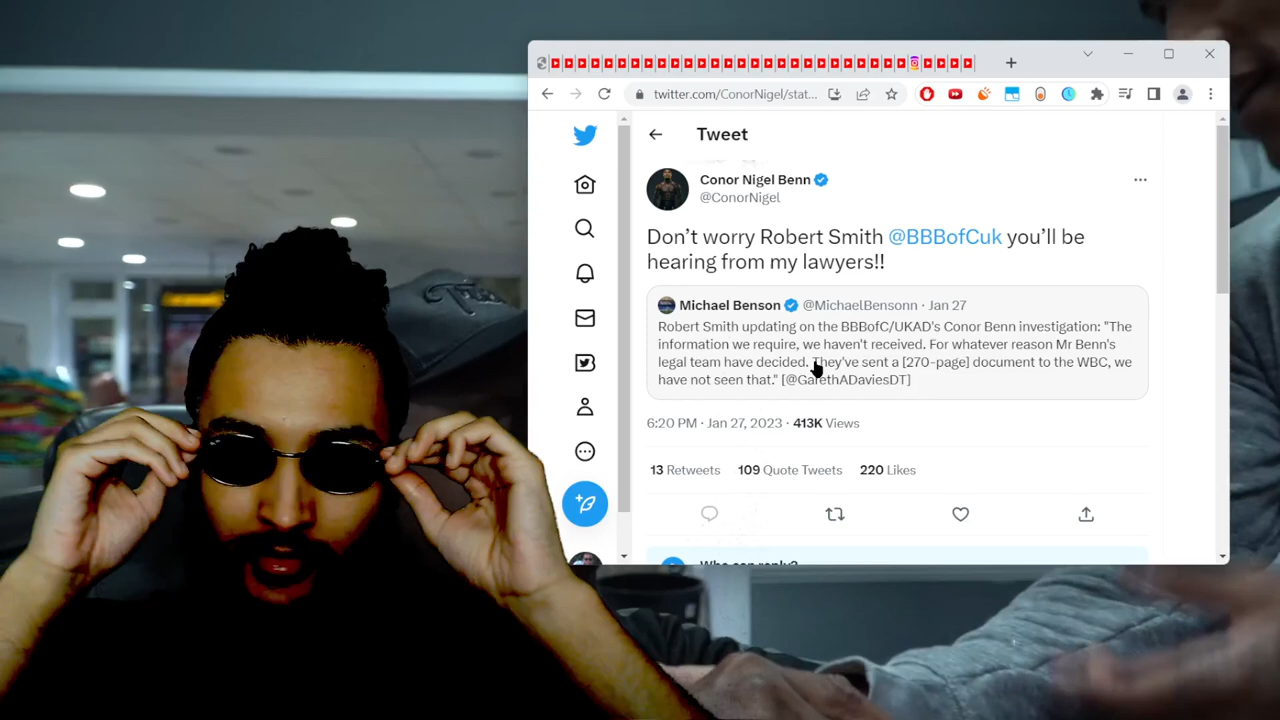 twitter.com/ConorNigel/stat...
Tweet
Conor Nigel Benn
@ConorNigel
Don’t worry Robert Smith @BBBofCuk you’ll be
hearing from my lawyers!!
Michael Benson @MichaelBensonn · Jan 27
Robert Smith updating on the BBBofC/UKAD's Conor Benn investigation: "The
information we require, we haven't received. For whatever reason Mr Benn's
legal team have decided. They've sent a [270-page] document to the WBC, we
have not seen that." [@GarethADaviesDT]
6:20 PM · Jan 27, 2023 · 413K Views
13 Retweets 109 Quote Tweets 220 Likes
Who can reply?